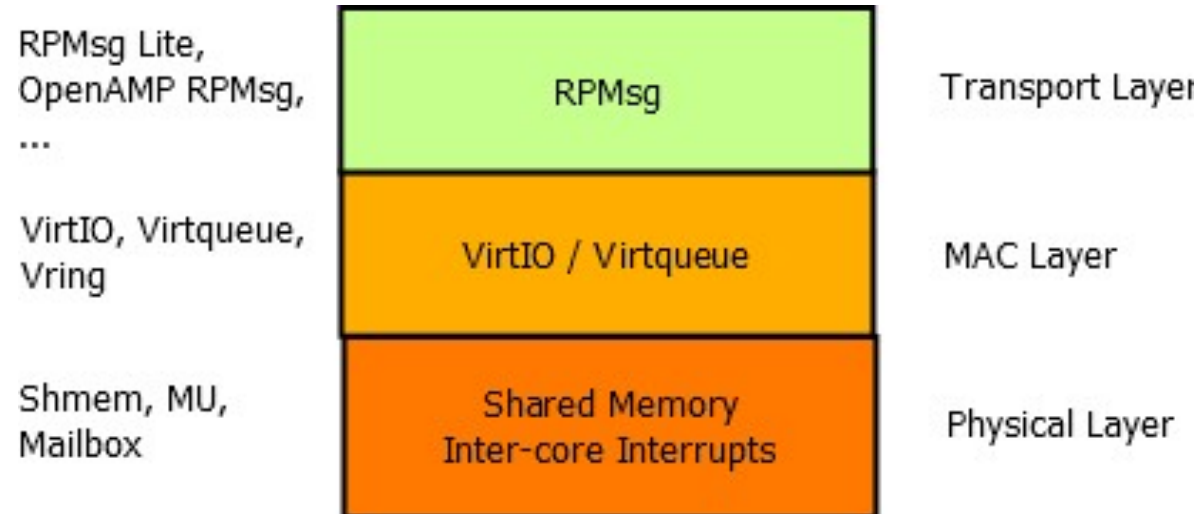 RPMsg Lite,
OpenAMP RPMsg,
...
RPMsg
Transport Layer
VirtIO, Virtqueue,
Vring
VirtIO / Virtqueue
MAC Layer
Shmem, MU,
Mailbox
Shared Memory
Inter-core Interrupts
Physical Layer